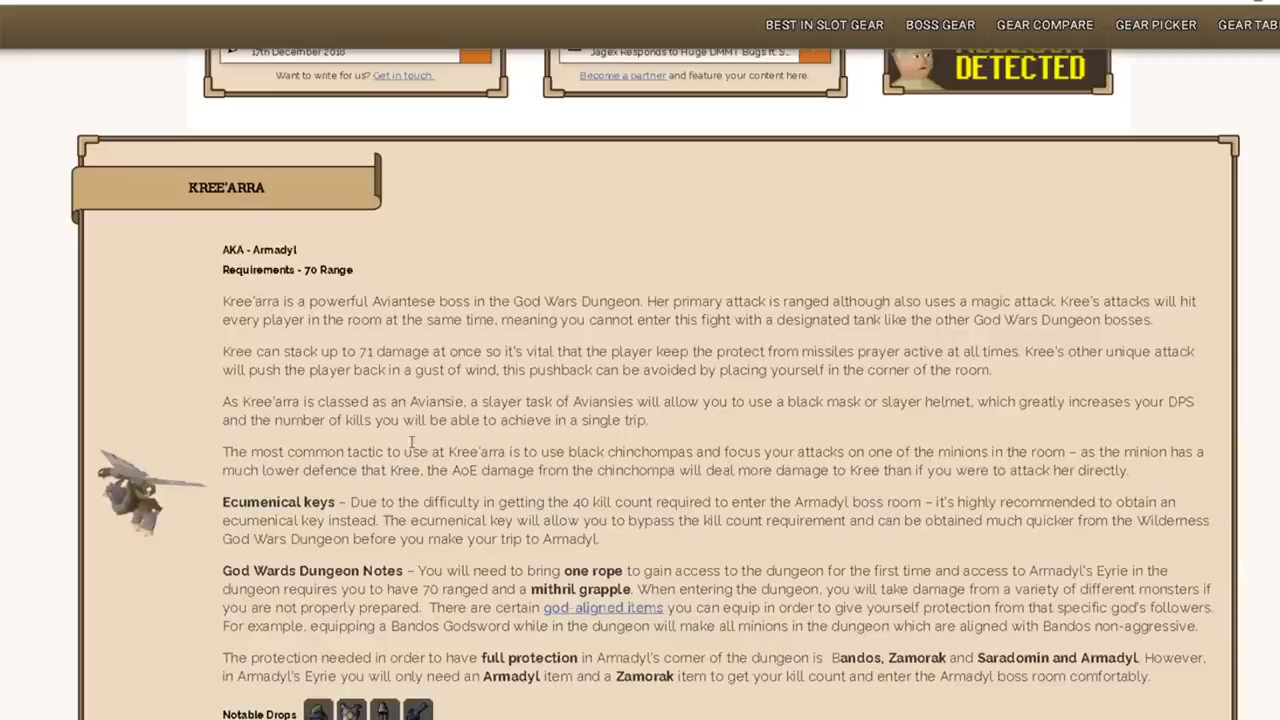 BEST IN SLOT GEAR BOSS GEAR GEAR COMPARE GEAR PICKER GEAR TAB
17th December 2018
Jagex Responds to Huge DMMT Bugs ft. S...
DETECTED
Want to write for us? Get in touch.
Become a partner and feature your content here.
KREE'ARRA
AKA - Armadyl
Requirements - 70 Range
Kree'arra is a powerful Aviantese boss in the God Wars Dungeon. Her primary attack is ranged although also uses a magic attack. Kree's attacks will hit
every player in the room at the same time, meaning you cannot enter this fight with a designated tank like the other God Wars Dungeon bosses.
Kree can stack up to 71 damage at once so it's vital that the player keep the protect from missiles prayer active at all times. Kree's other unique attack
will push the player back in a gust of wind, this pushback can be avoided by placing yourself in the corner of the room.
As Kree'arra is classed as an Aviansie, a slayer task of Aviansies will allow you to use a black mask or slayer helmet, which greatly increases your DPS
and the number of kills you will be able to achieve in a single trip.
The most common tactic to use at Kree'arra is to use black chinchompas and focus your attacks on one of the minions in the room – as the minion has a
much lower defence that Kree, the AoE damage from the chinchompa will deal more damage to Kree than if you were to attack her directly.
Ecumenical keys – Due to the difficulty in getting the 40 kill count required to enter the Armadyl boss room – it's highly recommended to obtain an
ecumenical key instead. The ecumenical key will allow you to bypass the kill count requirement and can be obtained much quicker from the Wilderness
God Wars Dungeon before you make your trip to Armadyl.
God Wards Dungeon Notes – You will need to bring one rope to gain access to the dungeon for the first time and access to Armadyl's Eyrie in the
dungeon requires you to have 70 ranged and a mithril grapple. When entering the dungeon, you will take damage from a variety of different monsters if
you are not properly prepared. There are certain god-aligned items you can equip in order to give yourself protection from that specific god's followers.
For example, equipping a Bandos Godsword while in the dungeon will make all minions in the dungeon which are aligned with Bandos non-aggressive.
The protection needed in order to have full protection in Armadyl's corner of the dungeon is Bandos, Zamorak and Saradomin and Armadyl. However,
in Armadyl's Eyrie you will only need an Armadyl item and a Zamorak item to get your kill count and enter the Armadyl boss room comfortably.
Notable Drops